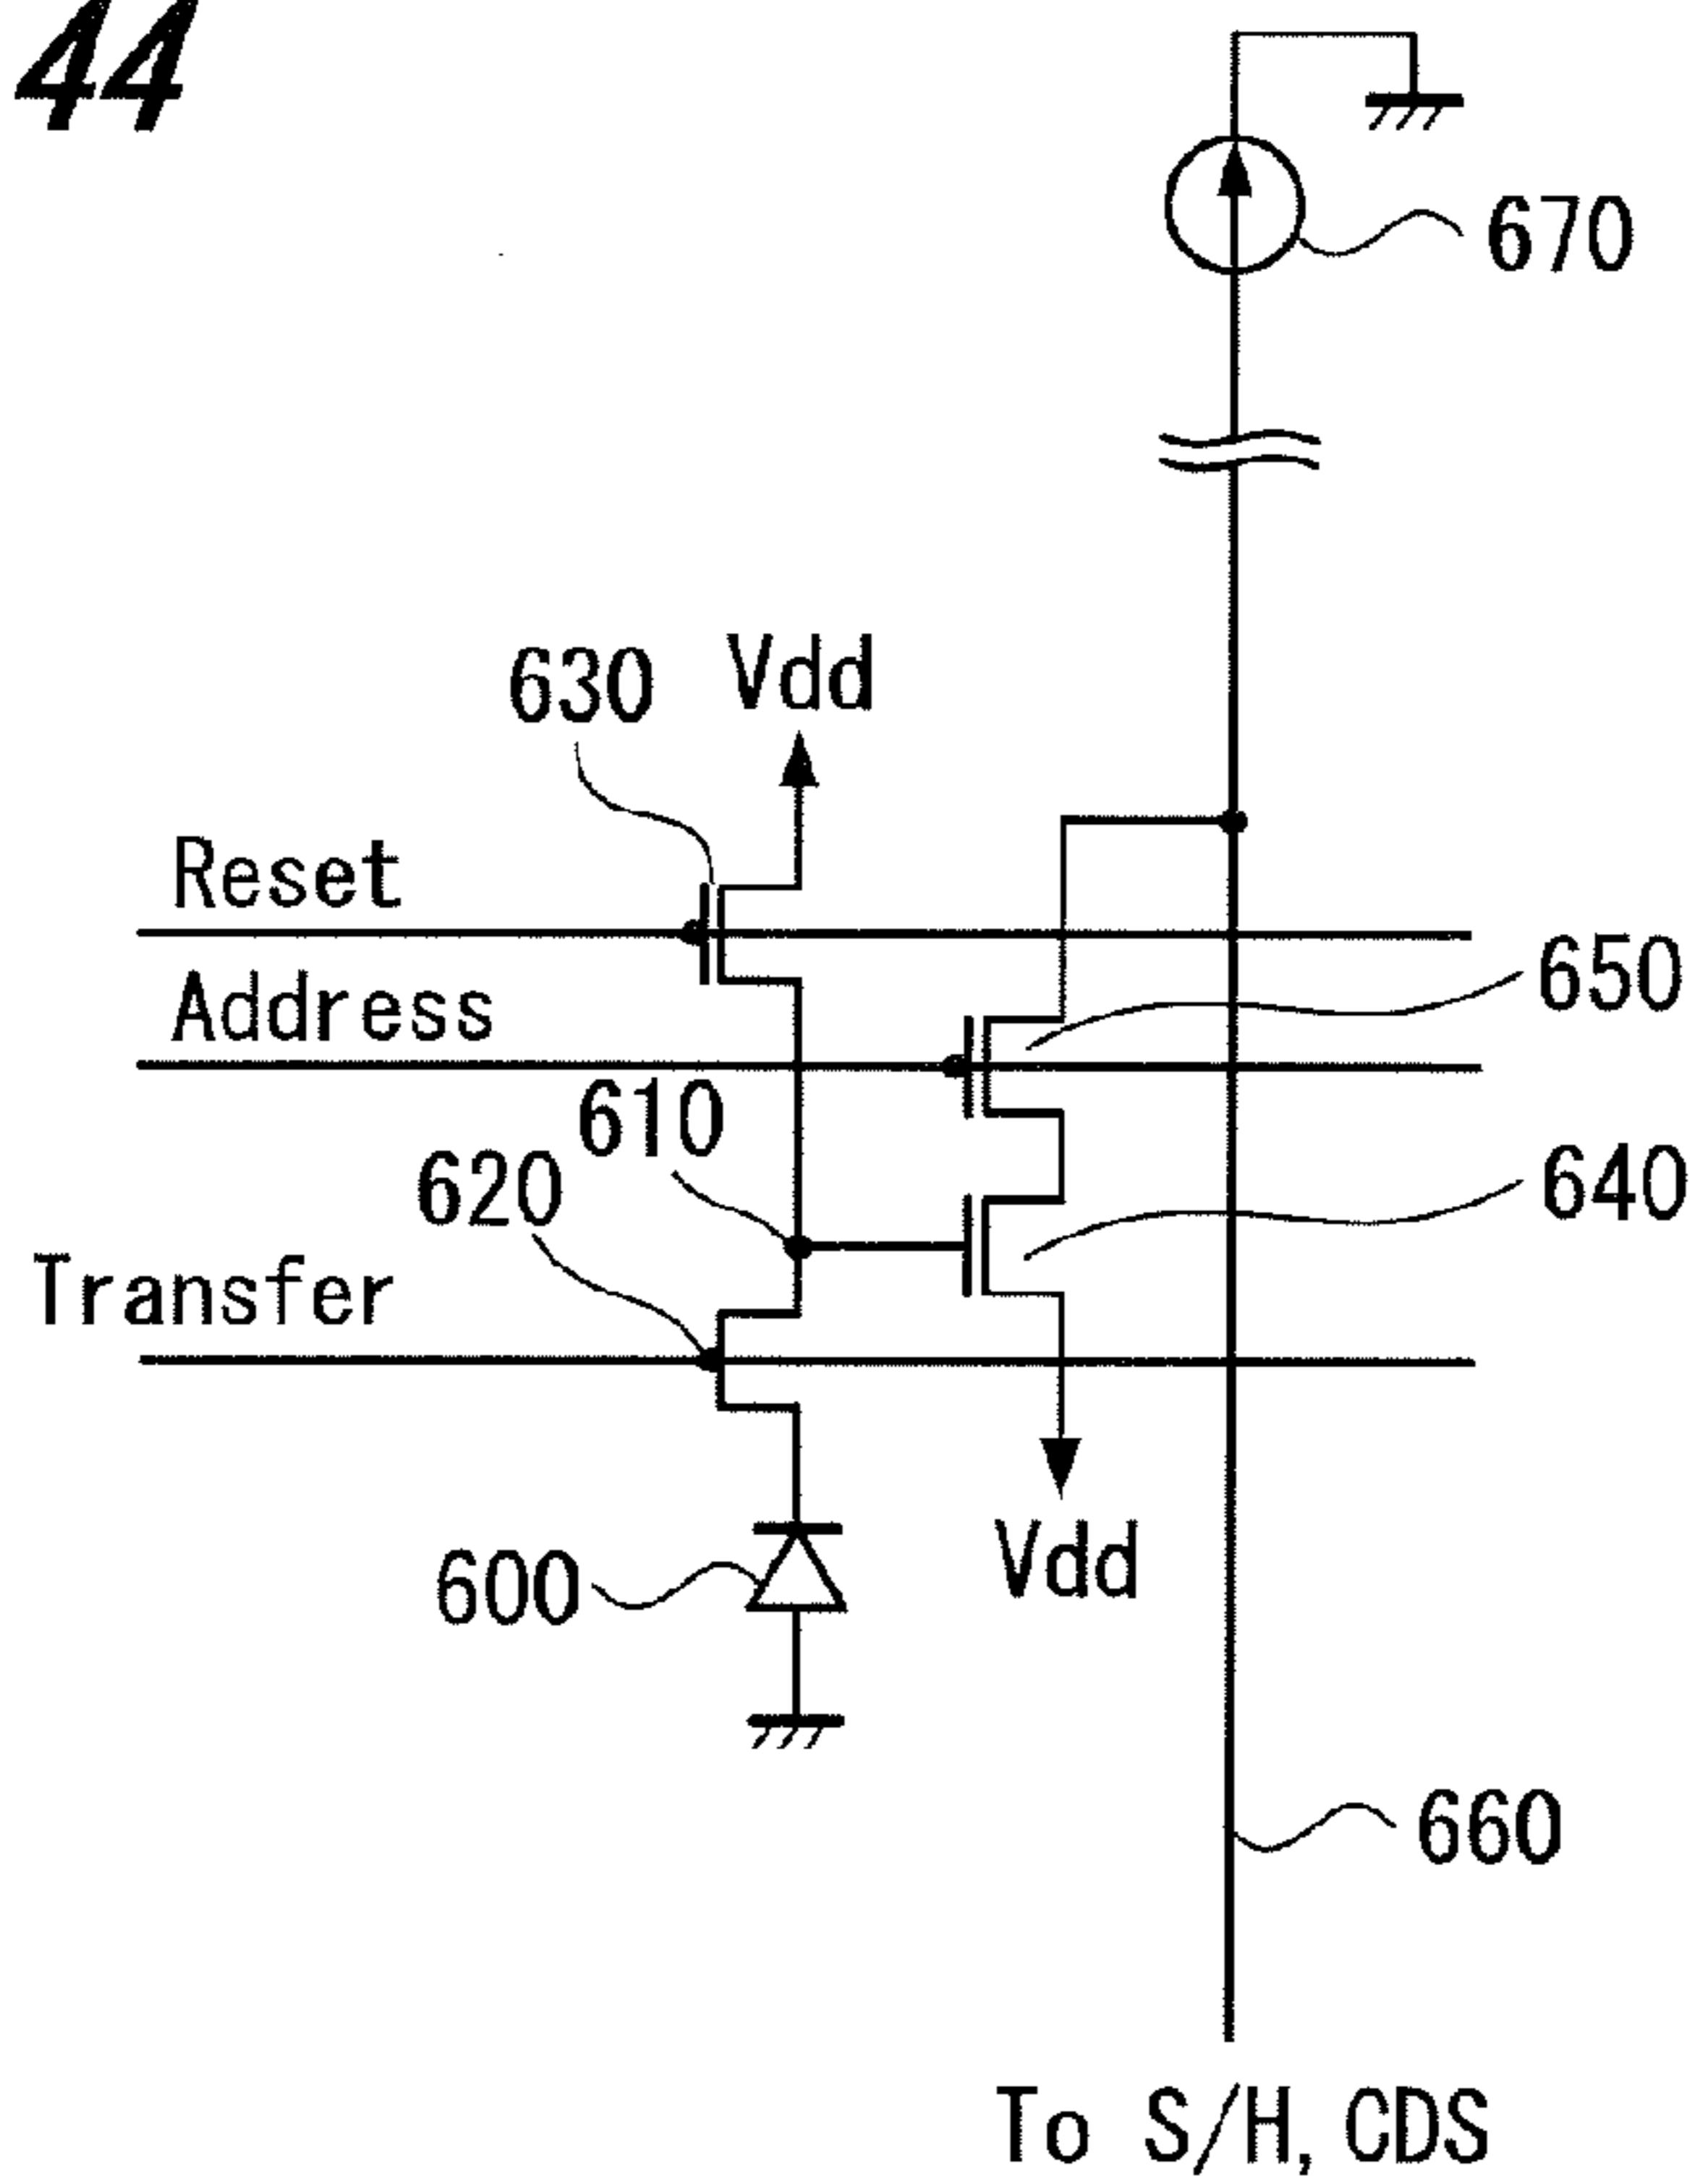 44
670
630 Vdd
Reset
650
Address
610
620
640
Transfer
Vdd
600
660
To S/H, CDS